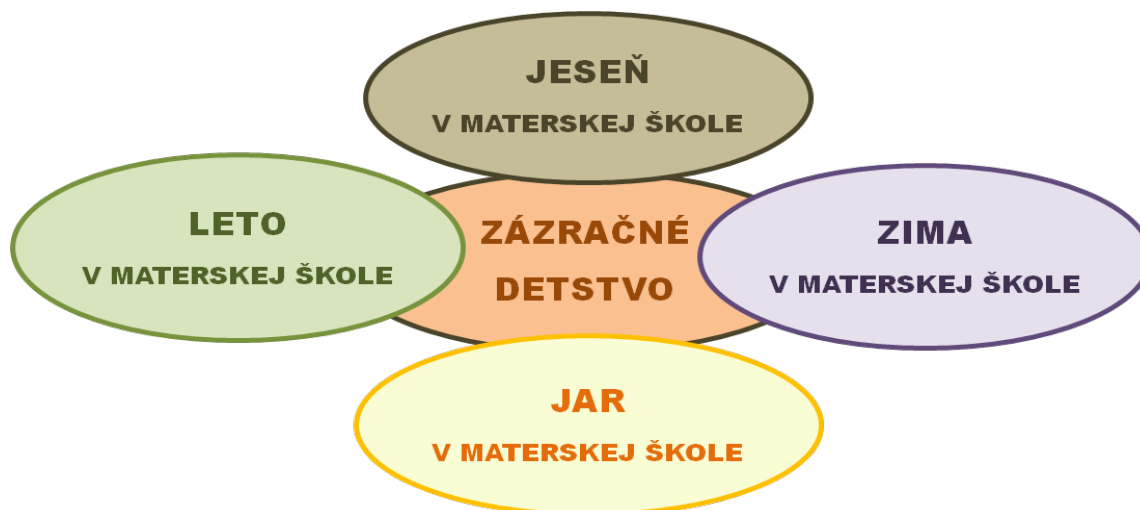 JESEŇ
V MATERSKEJ ŠKOLE
LETO
V MATERSKEJ ŠKOLE
ZÁZRAČNÉ
DETSTVO
ZIMA
V MATERSKEJ ŠKOLE
JAR
V MATERSKEJ ŠKOLE